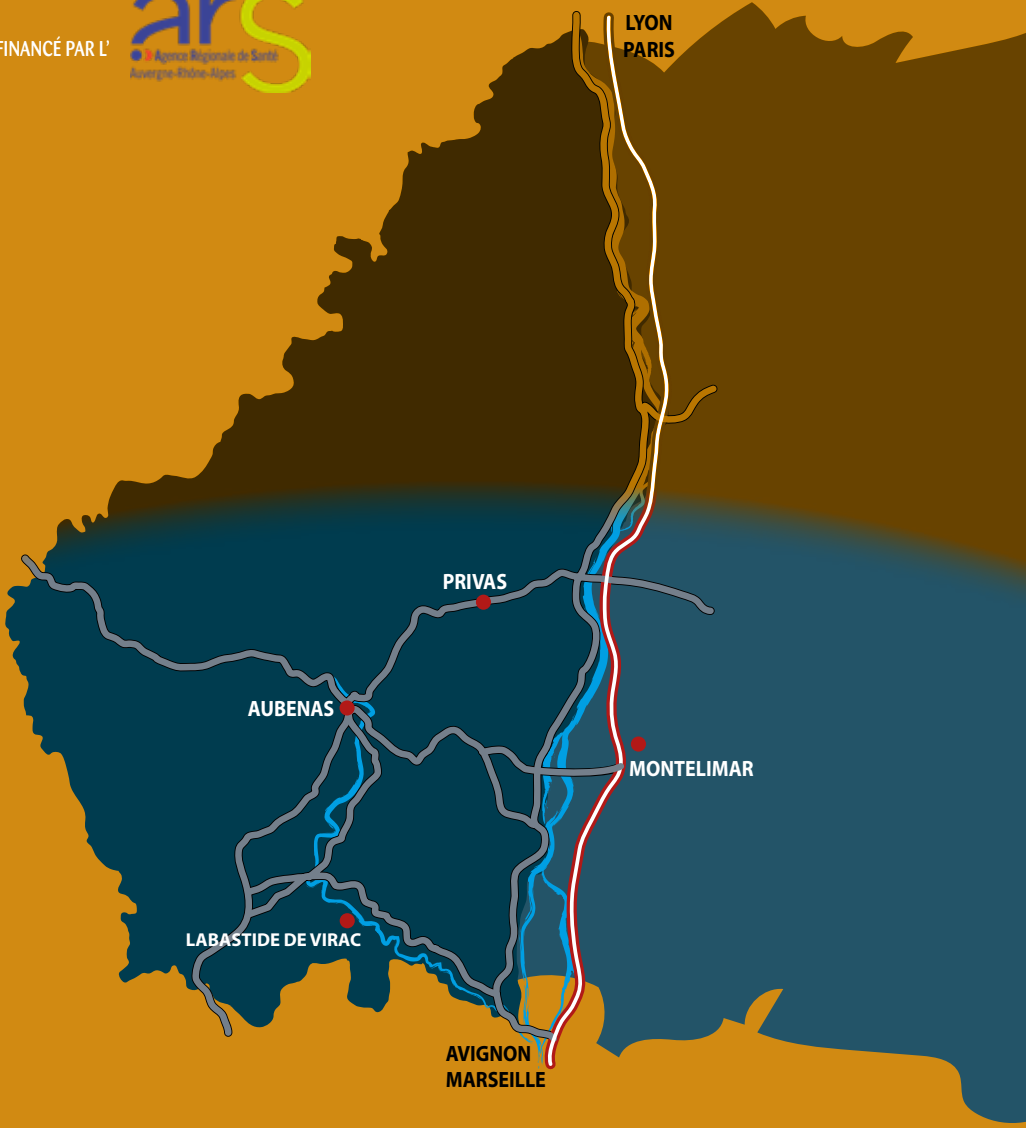 FINANCÉ PAR L'
ars
Agence Régionale de Santé
Auvergne-Rhône-Alpes
LYON
PARIS
PRIVAS
AUBENAS
MONTELIMAR
LABASTIDE DE VIRAC
AVIGNON
MARSEILLE